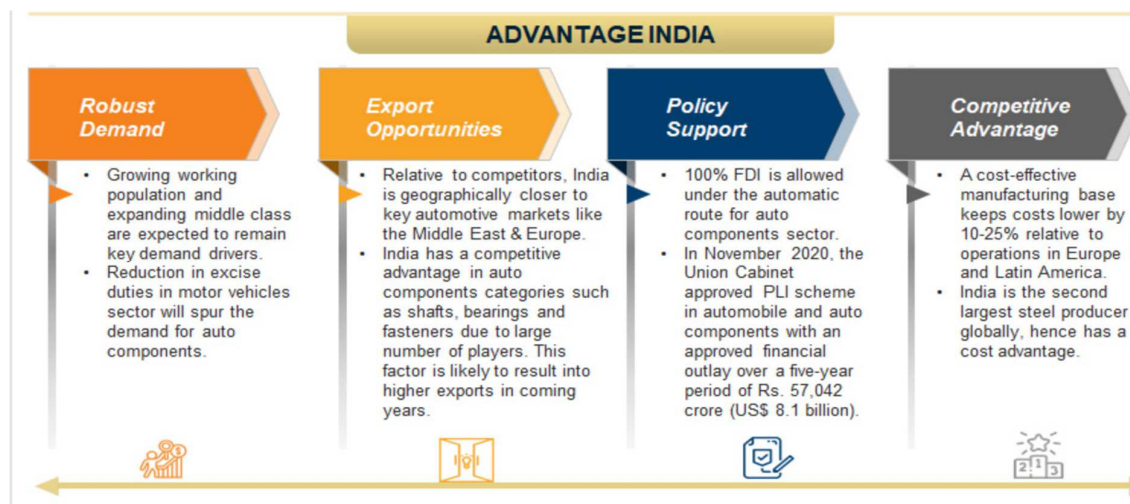 ADVANTAGE INDIA
Robust
Demand
• Growing working
population and
expanding middle class
are expected to remain
key demand drivers.
• Reduction in excise
duties in motor vehicles
sector will spur the
demand for auto
components.
Export
Opportunities
• Relative to competitors, India
is geographically closer to
key automotive markets like
the Middle East & Europe.
• India has a competitive
advantage in auto
components categories such
as shafts, bearings and
fasteners due to large
number of players. This
factor is likely to result into
higher exports in coming
years.
Policy
Support
• 100% FDI is allowed
under the automatic
route for auto
components sector.
• In November 2020, the
Union Cabinet
approved PLI scheme
in automobile and auto
components with an
approved financial
outlay over a five-year
period of Rs. 57,042
crore (US$ 8.1 billion).
Competitive
Advantage
• A cost-effective
manufacturing base
keeps costs lower by
10-25% relative to
operations in Europe
and Latin America.
• India is the second
largest steel producer
globally, hence has a
cost advantage.
$
2 1 3